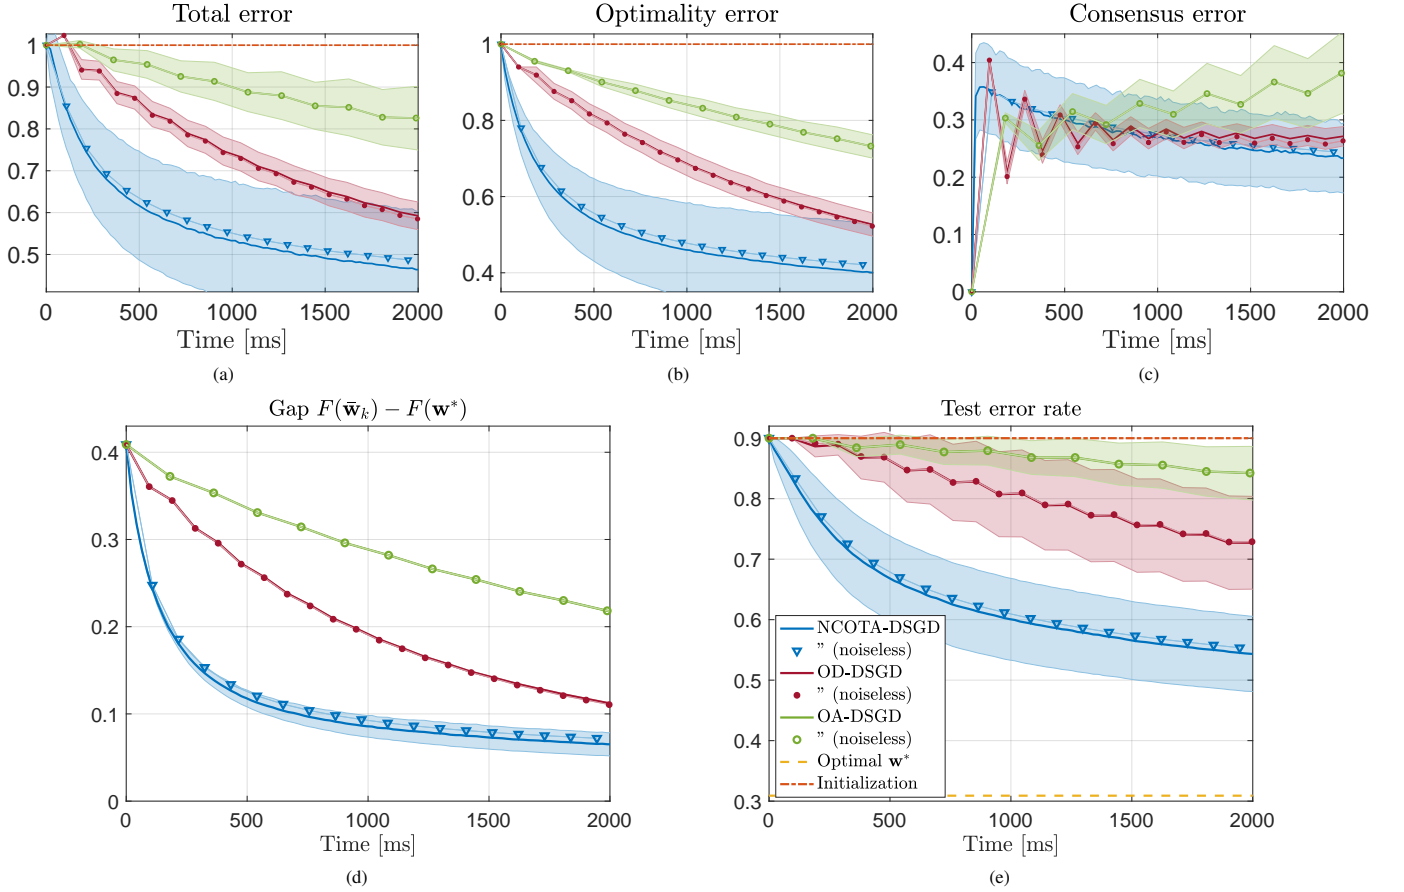 Total error
1
0.9
0.8
0.7
0.6
0.5
0
500
1000
1500
2000
Time [ms]
(a)
Optimality error
1
0.8
0.6
0.4
0
500
1000
1500
2000
Time [ms]
(b)
Consensus error
0.4
0.3
0.2
0.1
0
0
500
1000
1500
2000
Time [ms]
(c)
Gap F(w̄ₖ) − F(w*)
0.4
0.3
0.2
0.1
0
0
500
1000
1500
2000
Time [ms]
(d)
Test error rate
0.9
0.8
0.7
0.6
0.5
0.4
0.3
NCOTA-DSGD
" (noiseless)
OD-DSGD
" (noiseless)
OA-DSGD
" (noiseless)
Optimal w*
Initialization
0
500
1000
1500
2000
Time [ms]
(e)